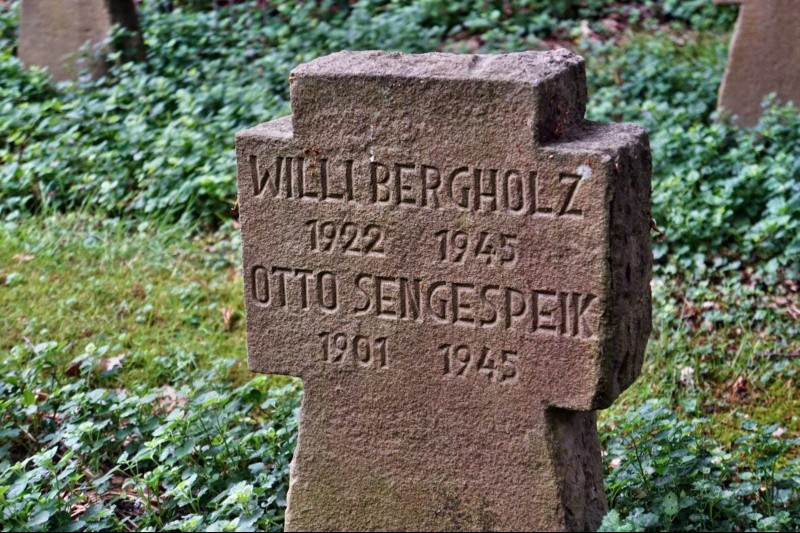 WILLI BERGHOLZ
1922 1945
OTTO SENGESPEIK
1901 1945